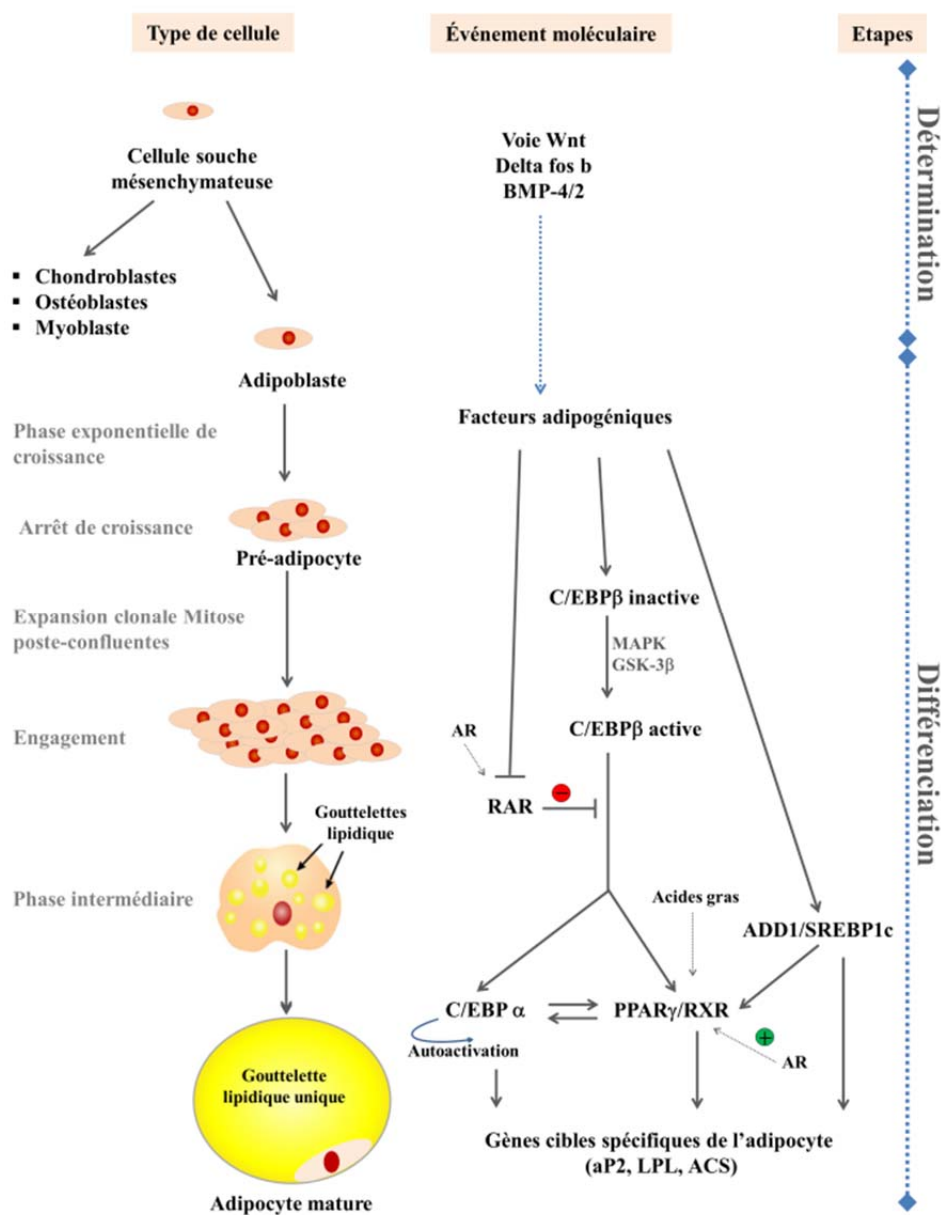 Type de cellule
Événement moléculaire
Etapes
Cellule souche
mésenchymateuse
▪ Chondroblastes
▪ Ostéoblastes
▪ Myoblaste
Adipoblaste
Phase exponentielle de
croissance
Arrêt de croissance
Pré-adipocyte
Expansion clonale Mitose
poste-confluentes
Engagement
Gouttelettes
lipidique
Phase intermédiaire
Gouttelette
lipidique unique
Adipocyte mature
Voie Wnt
Delta fos b
BMP-4/2
Facteurs adipogéniques
C/EBPβ inactive
MAPK
GSK-3β
C/EBPβ active
AR
RAR
−
Acides gras
ADD1/SREBP1c
C/EBP α
PPARγ/RXR
Autoactivation
+
AR
Gènes cibles spécifiques de l’adipocyte
(aP2, LPL, ACS)
Détermination
Différenciation